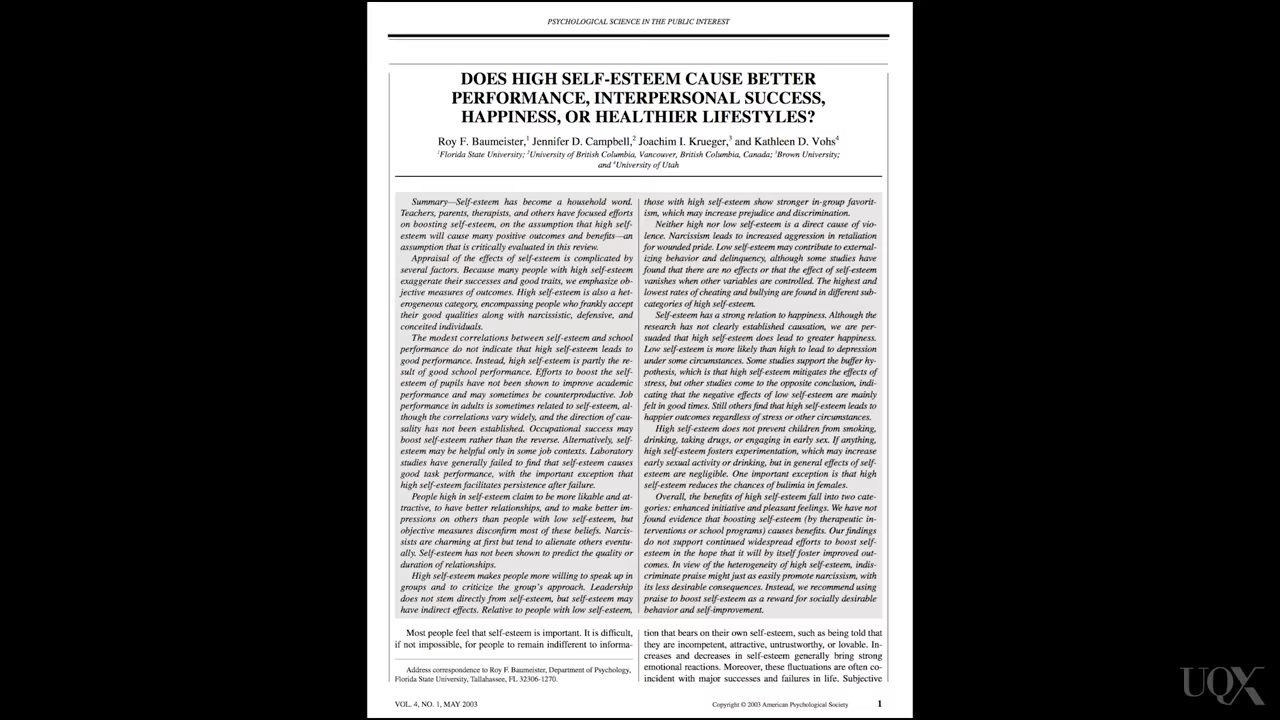 PSYCHOLOGICAL SCIENCE IN THE PUBLIC INTEREST
DOES HIGH SELF-ESTEEM CAUSE BETTER
PERFORMANCE, INTERPERSONAL SUCCESS,
HAPPINESS, OR HEALTHIER LIFESTYLES?
Roy F. Baumeister,1 Jennifer D. Campbell,2 Joachim I. Krueger,3 and Kathleen D. Vohs4
1Florida State University; 2University of British Columbia, Vancouver, British Columbia, Canada; 3Brown University;
and 4University of Utah
Summary—Self-esteem has become a household word.
Teachers, parents, therapists, and others have focused efforts
on boosting self-esteem, on the assumption that high self-
esteem will cause many positive outcomes and benefits—an
assumption that is critically evaluated in this review.
Appraisal of the effects of self-esteem is complicated by
several factors. Because many people with high self-esteem
exaggerate their successes and good traits, we emphasize ob-
jective measures of outcomes. High self-esteem is also a het-
erogeneous category, encompassing people who frankly accept
their good qualities along with narcissistic, defensive, and
conceited individuals.
The modest correlations between self-esteem and school
performance do not indicate that high self-esteem leads to
good performance. Instead, high self-esteem is partly the re-
sult of good school performance. Efforts to boost the self-
esteem of pupils have not been shown to improve academic
performance and may sometimes be counterproductive. Job
performance in adults is sometimes related to self-esteem, al-
though the correlations vary widely, and the direction of cau-
sality has not been established. Occupational success may
boost self-esteem rather than the reverse. Alternatively, self-
esteem may be helpful only in some job contexts. Laboratory
studies have generally failed to find that self-esteem causes
good task performance, with the important exception that
high self-esteem facilitates persistence after failure.
People high in self-esteem claim to be more likable and at-
tractive, to have better relationships, and to make better im-
pressions on others than people with low self-esteem, but
objective measures disconfirm most of these beliefs. Narcis-
sists are charming at first but tend to alienate others eventu-
ally. Self-esteem has not been shown to predict the quality or
duration of relationships.
High self-esteem makes people more willing to speak up in
groups and to criticize the group's approach. Leadership
does not stem directly from self-esteem, but self-esteem may
have indirect effects. Relative to people with low self-esteem,
those with high self-esteem show stronger in-group favorit-
ism, which may increase prejudice and discrimination.
Neither high nor low self-esteem is a direct cause of vio-
lence. Narcissism leads to increased aggression in retaliation
for wounded pride. Low self-esteem may contribute to external-
izing behavior and delinquency, although some studies have
found that there are no effects or that the effect of self-esteem
vanishes when other variables are controlled. The highest and
lowest rates of cheating and bullying are found in different sub-
categories of high self-esteem.
Self-esteem has a strong relation to happiness. Although the
research has not clearly established causation, we are per-
suaded that high self-esteem does lead to greater happiness.
Low self-esteem is more likely than high to lead to depression
under some circumstances. Some studies support the buffer hy-
pothesis, which is that high self-esteem mitigates the effects of
stress, but other studies come to the opposite conclusion, indi-
cating that the negative effects of low self-esteem are mainly
felt in good times. Still others find that high self-esteem leads to
happier outcomes regardless of stress or other circumstances.
High self-esteem does not prevent children from smoking,
drinking, taking drugs, or engaging in early sex. If anything,
high self-esteem fosters experimentation, which may increase
early sexual activity or drinking, but in general effects of self-
esteem are negligible. One important exception is that high
self-esteem reduces the chances of bulimia in females.
Overall, the benefits of high self-esteem fall into two cate-
gories: enhanced initiative and pleasant feelings. We have not
found evidence that boosting self-esteem (by therapeutic in-
terventions or school programs) causes benefits. Our findings
do not support continued widespread efforts to boost self-
esteem in the hope that it will by itself foster improved out-
comes. In view of the heterogeneity of high self-esteem, indis-
criminate praise might just as easily promote narcissism, with
its less desirable consequences. Instead, we recommend using
praise to boost self-esteem as a reward for socially desirable
behavior and self-improvement.
Most people feel that self-esteem is important. It is difficult,
if not impossible, for people to remain indifferent to informa-
Address correspondence to Roy F. Baumeister, Department of Psychology,
Florida State University, Tallahassee, FL 32306-1270.
tion that bears on their own self-esteem, such as being told that
they are incompetent, attractive, untrustworthy, or lovable. In-
creases and decreases in self-esteem generally bring strong
emotional reactions. Moreover, these fluctuations are often co-
incident with major successes and failures in life. Subjective
VOL. 4, NO. 1, MAY 2003
Copyright © 2003 American Psychological Society
1
UQX